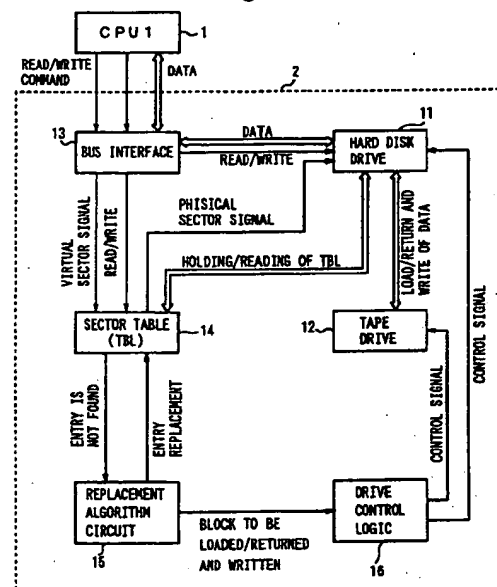 CPU1
1
READ/WRITE
COMMAND
DATA
2
13
BUS INTERFACE
DATA
READ/WRITE
11
HARD DISK
DRIVE
VIRTUAL
SECTOR SIGNAL
READ/WRITE
PHISICAL
SECTOR SIGNAL
HOLDING/READING OF TBL
LOAD/RETURN AND
WRITE OF DATA
CONTROL SIGNAL
SECTOR TABLE
(TBL)
14
12
TAPE
DRIVE
ENTRY IS
NOT FOUND
ENTRY
REPLACEMENT
CONTROL SIGNAL
REPLACEMENT
ALGORITHM
CIRCUIT
15
BLOCK TO BE
LOADED/RETURNED
AND WRITTEN
DRIVE
CONTROL
LOGIC
16